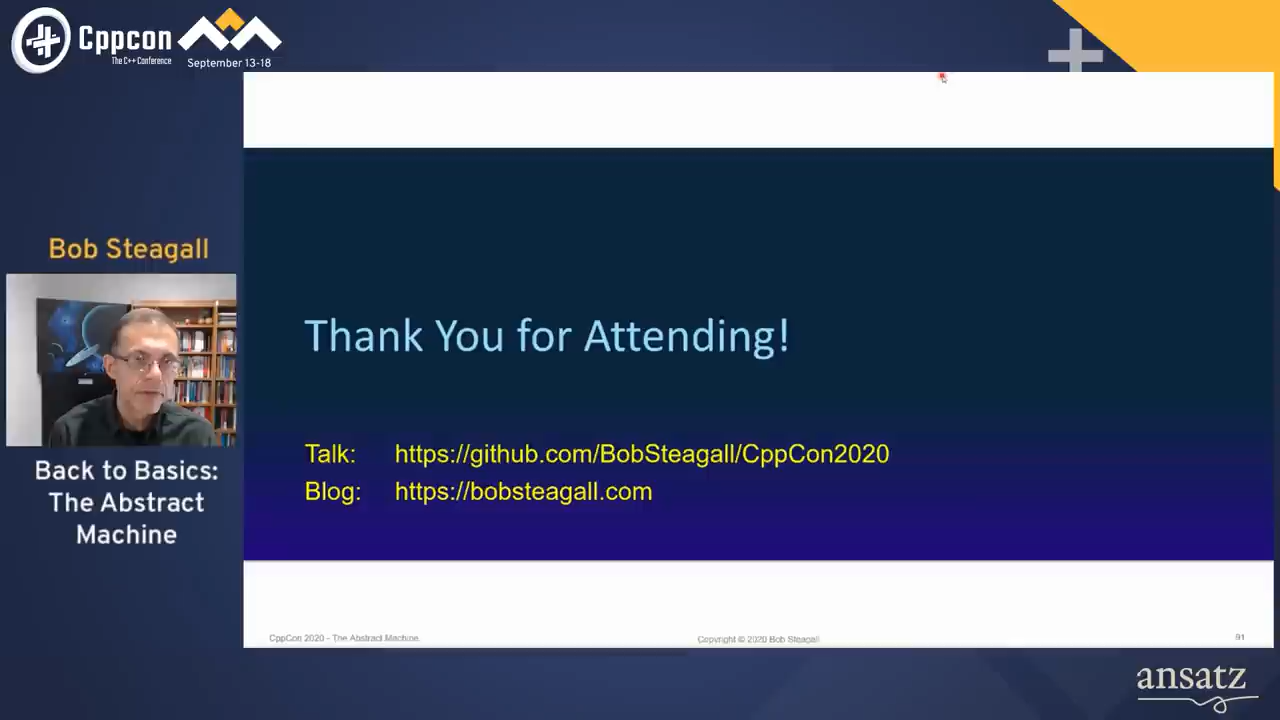 Cppcon
The C++ Conference
September 13-18
Bob Steagall
Back to Basics:
The Abstract
Machine
Thank You for Attending!
Talk: https://github.com/BobSteagall/CppCon2020
Blog: https://bobsteagall.com
CppCon 2020 - The Abstract Machine
Copyright © 2020 Bob Steagall
91
ansatz